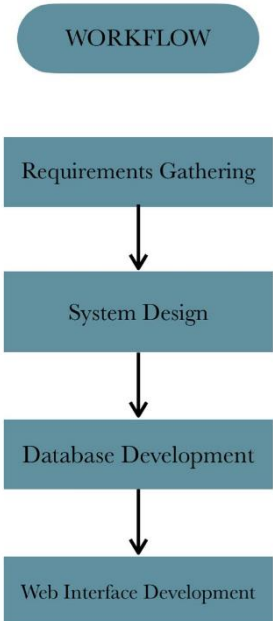 WORKFLOW
Requirements Gathering
System Design
Database Development
Web Interface Development